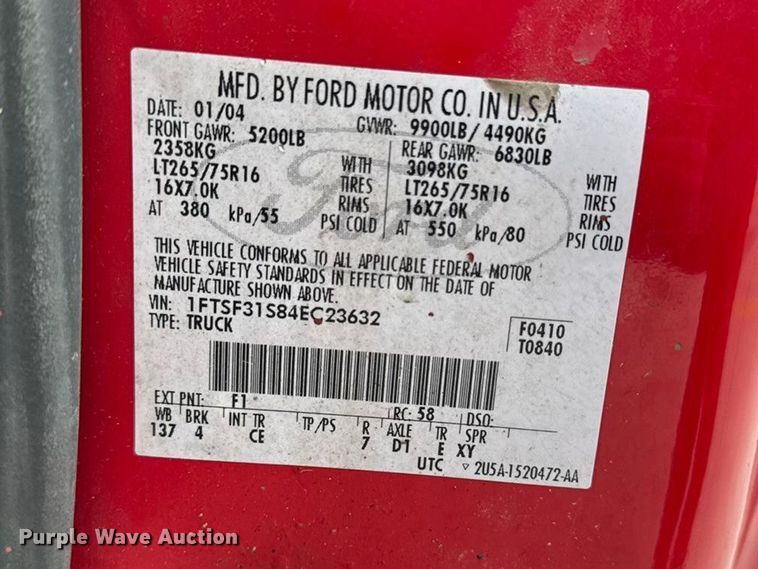 MFD. BY FORD MOTOR CO. IN U.S.A.
DATE: 01/04 GVWR: 9900LB/ 4490KG
FRONT GAWR: 5200LB REAR GAWR: 6830LB
2358KG WITH 3098KG WITH
LT265/75R16 TIRES LT265/75R16 TIRES
16X7.0K RIMS 16X7.0K RIMS
AT 380 kPa/55 PSI COLD AT 550 kPa/80 PSI COLD
Ford
THIS VEHICLE CONFORMS TO ALL APPLICABLE FEDERAL MOTOR
VEHICLE SAFETY STANDARDS IN EFFECT ON THE DATE OF
MANUFACTURE SHOWN ABOVE.
VIN: 1FTSF31S84EC23632 F0410
TYPE: TRUCK T0840
EXT PNT: F1 RC: 58 DSO:
WB BRK INT TR TP/PS R AXLE TR SPR
137 4 CE 7 D1 E XY
UTC ▽ 2U5A-1520472-AA
Purple Wave Auction